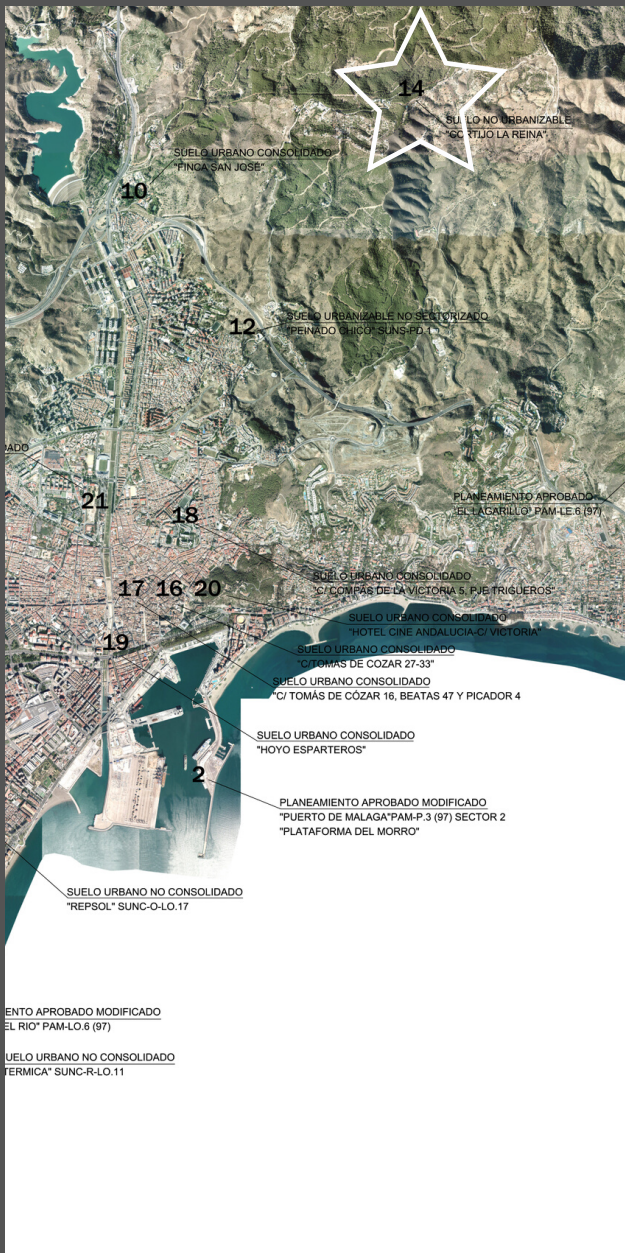 14
SUELO NO URBANIZABLE
"CORTIJO LA REINA"
SUELO URBANO CONSOLIDADO
"FINCA SAN JOSÉ"
10
12
SUELO URBANIZABLE NO SECTORIZADO
"PEINADO CHICO" SUNS-PD.1
DADO
21
PLANEAMIENTO APROBADO
"EL LAGARILLO" PAM-LE.6 (97)
18
SUELO URBANO CONSOLIDADO
"C/ COMPÁS DE LA VICTORIA 5, PJE TRIGUEROS"
17 16 20
SUELO URBANO CONSOLIDADO
"HOTEL CINE ANDALUCIA-C/ VICTORIA"
19
SUELO URBANO CONSOLIDADO
"C/TOMAS DE COZAR 27-33"
SUELO URBANO CONSOLIDADO
"C/ TOMÁS DE CÓZAR 16, BEATAS 47 Y PICADOR 4
SUELO URBANO CONSOLIDADO
"HOYO ESPARTEROS"
2
PLANEAMIENTO APROBADO MODIFICADO
"PUERTO DE MALAGA"PAM-P.3 (97) SECTOR 2
"PLATAFORMA DEL MORRO"
SUELO URBANO NO CONSOLIDADO
"REPSOL" SUNC-O-LO.17
ENTO APROBADO MODIFICADO
EL RIO" PAM-LO.6 (97)
UELO URBANO NO CONSOLIDADO
TERMICA" SUNC-R-LO.11